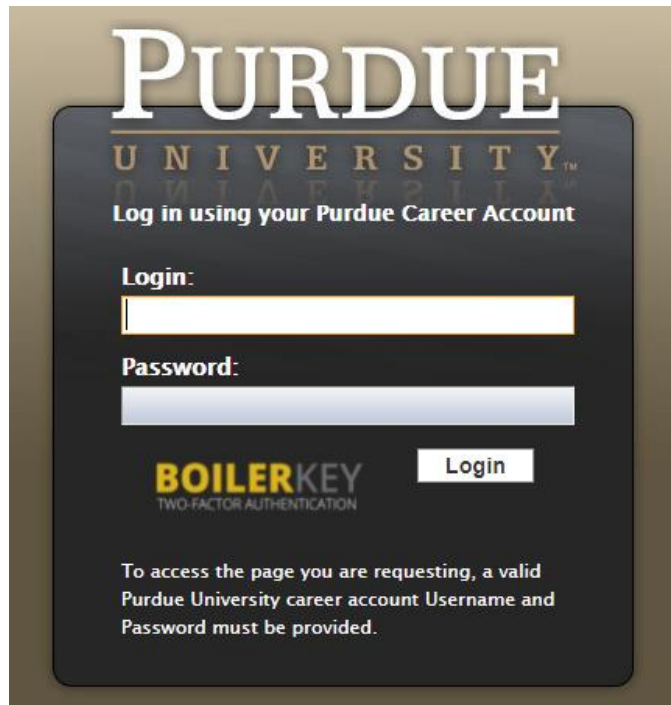 PURDUE
UNIVERSITY™
Log in using your Purdue Career Account
Login:
Password:
BOILERKEY
TWO-FACTOR AUTHENTICATION
Login
To access the page you are requesting, a valid
Purdue University career account Username and
Password must be provided.